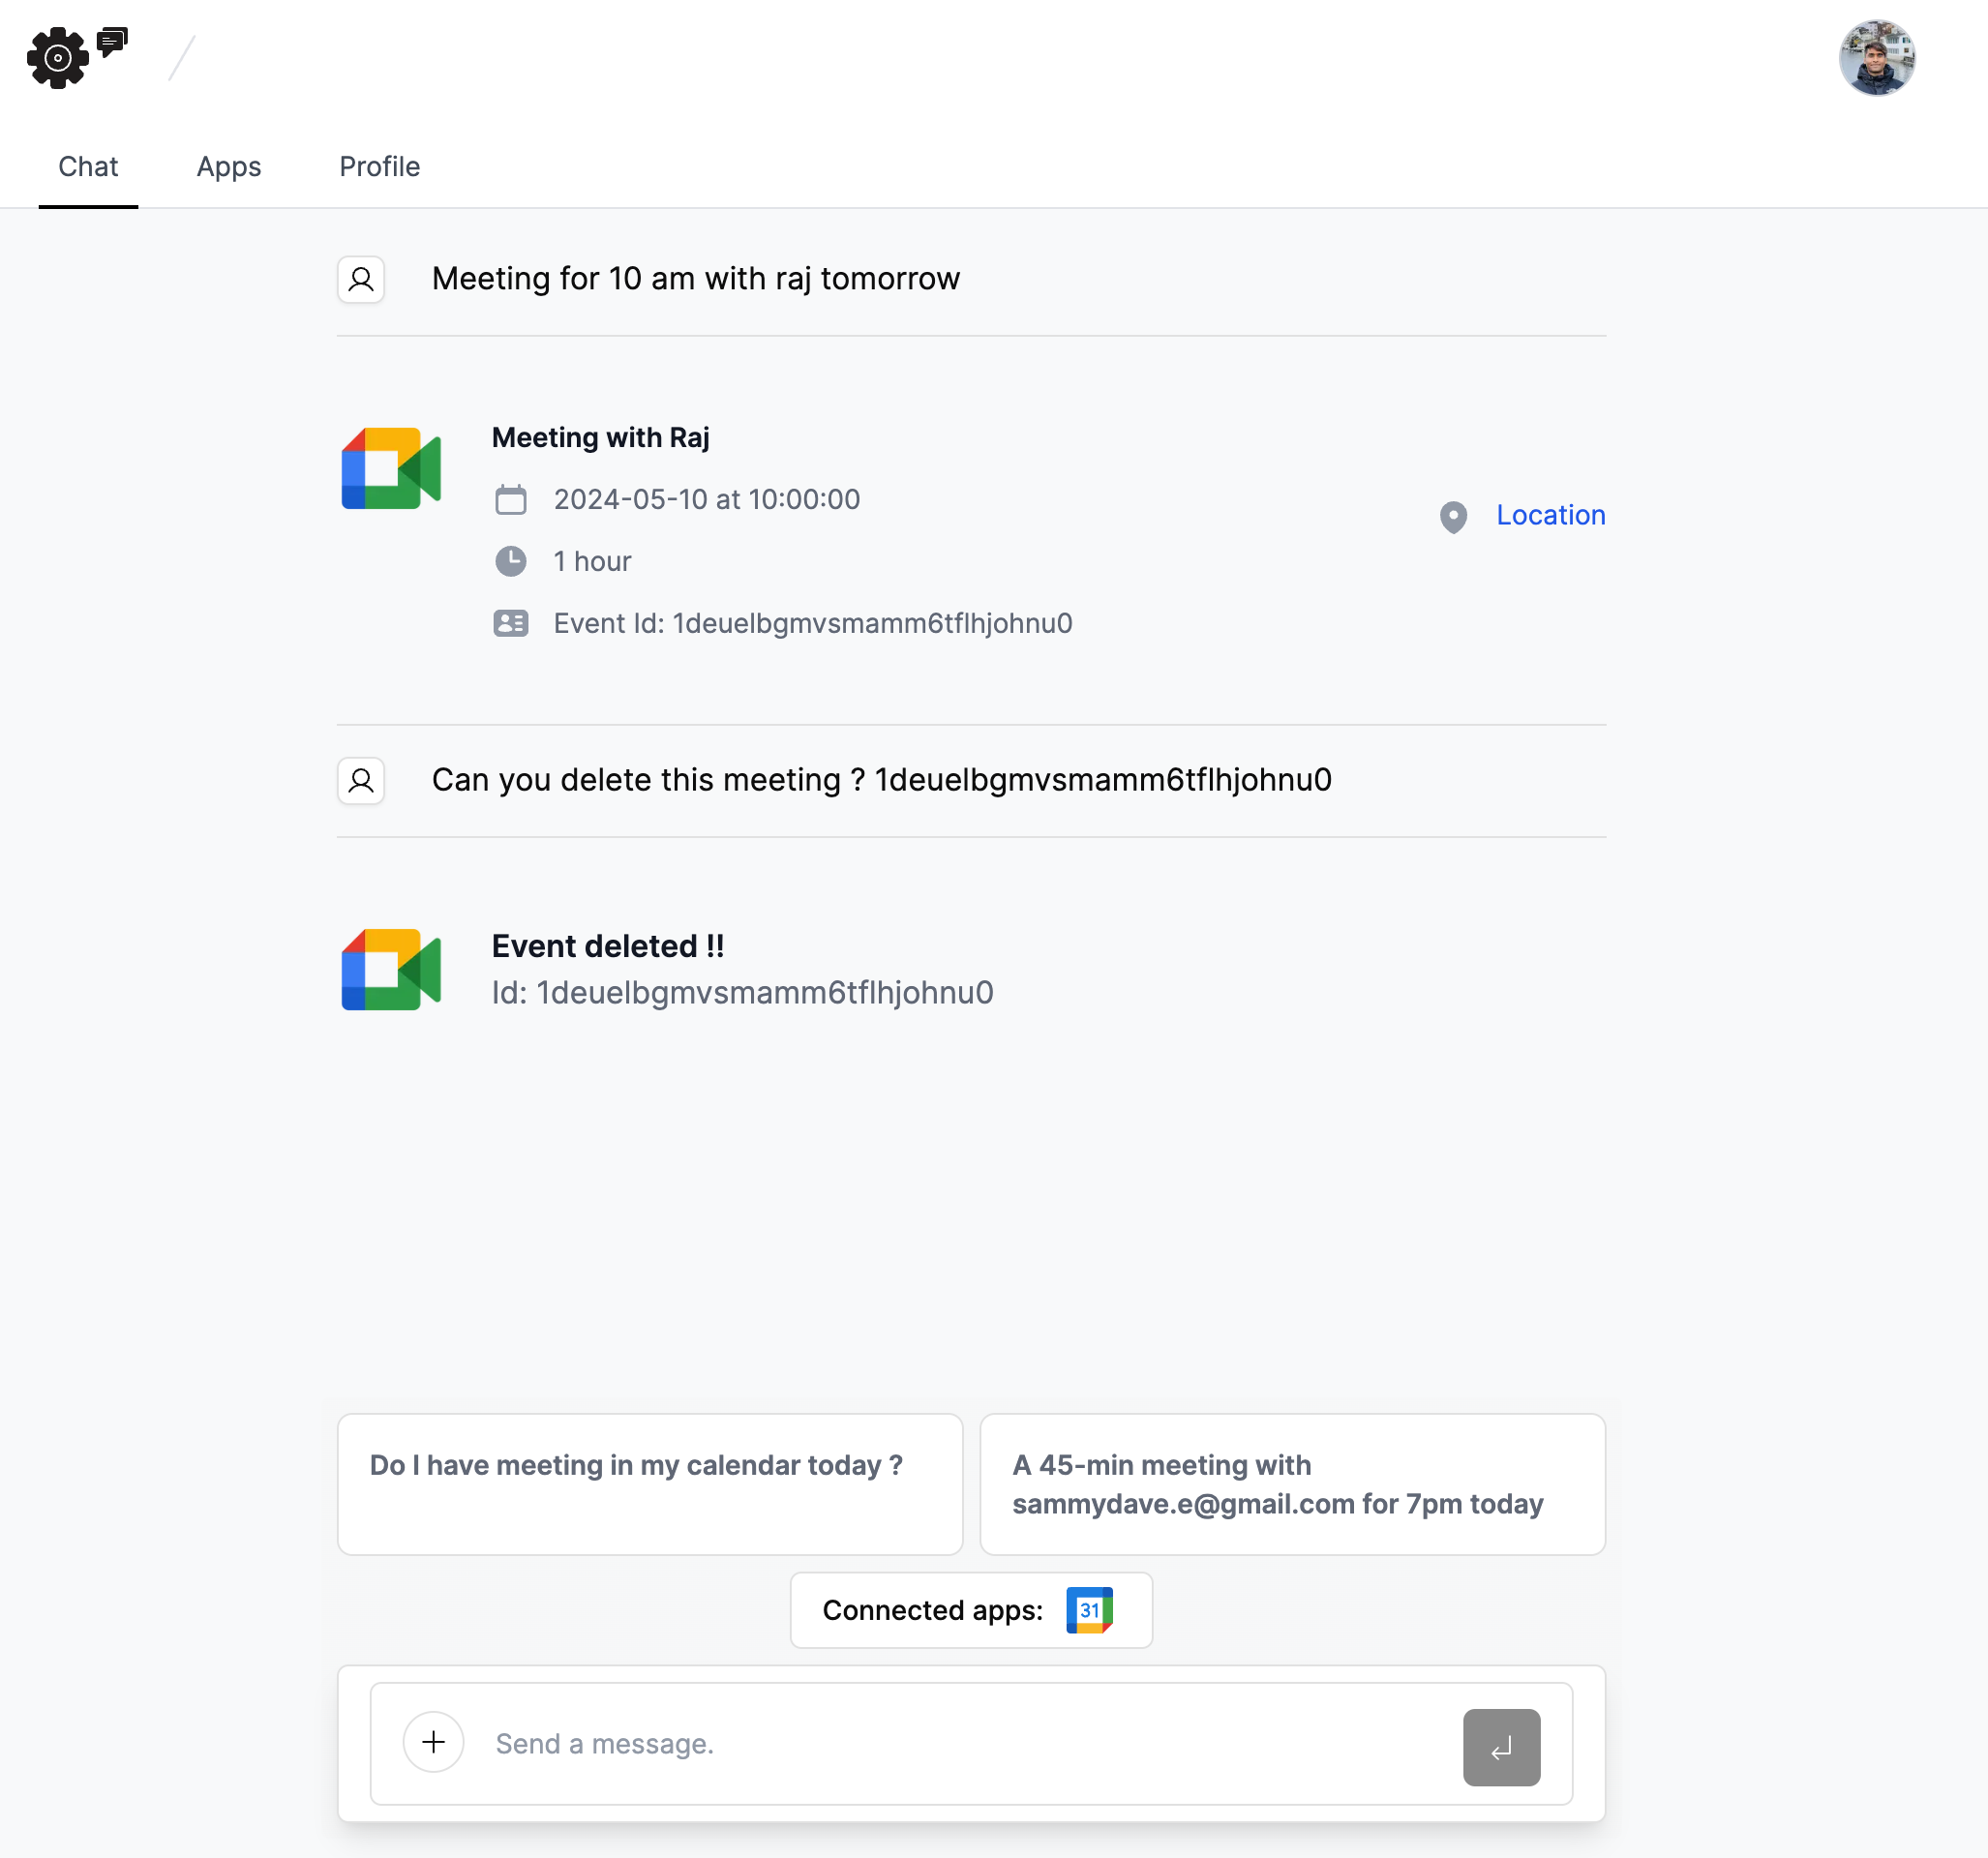 Chat
Apps
Profile
Meeting for 10 am with raj tomorrow
Meeting with Raj
2024-05-10 at 10:00:00
Location
1 hour
Event Id: 1deuelbgmvsmamm6tflhjohnu0
Can you delete this meeting ? 1deuelbgmvsmamm6tflhjohnu0
Event deleted !!
Id: 1deuelbgmvsmamm6tflhjohnu0
Do I have meeting in my calendar today ?
A 45-min meeting with
sammydave.e@gmail.com for 7pm today
Connected apps:
31
Send a message.